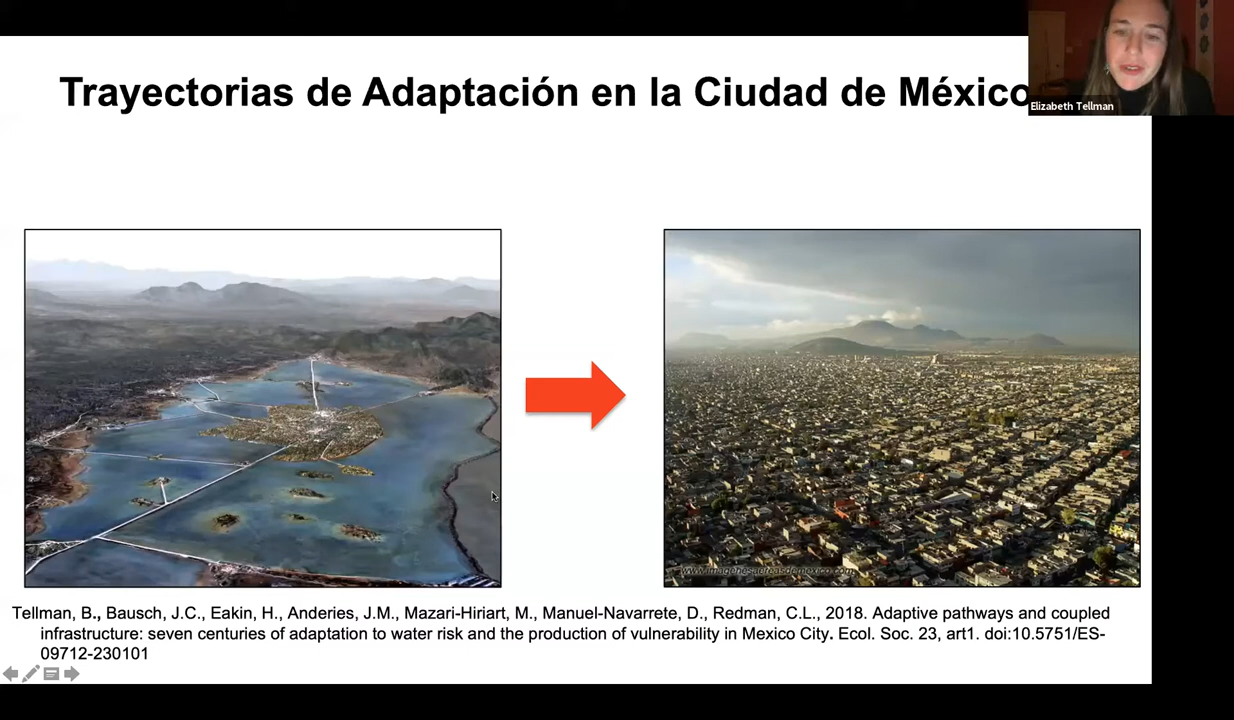 Trayectorias de Adaptación en la Ciudad de México
Elizabeth Tellman
www.imagenesaereasdemexico.com
Tellman, B., Bausch, J.C., Eakin, H., Anderies, J.M., Mazari-Hiriart, M., Manuel-Navarrete, D., Redman, C.L., 2018. Adaptive pathways and coupled
infrastructure: seven centuries of adaptation to water risk and the production of vulnerability in Mexico City. Ecol. Soc. 23, art1. doi:10.5751/ES-
09712-230101